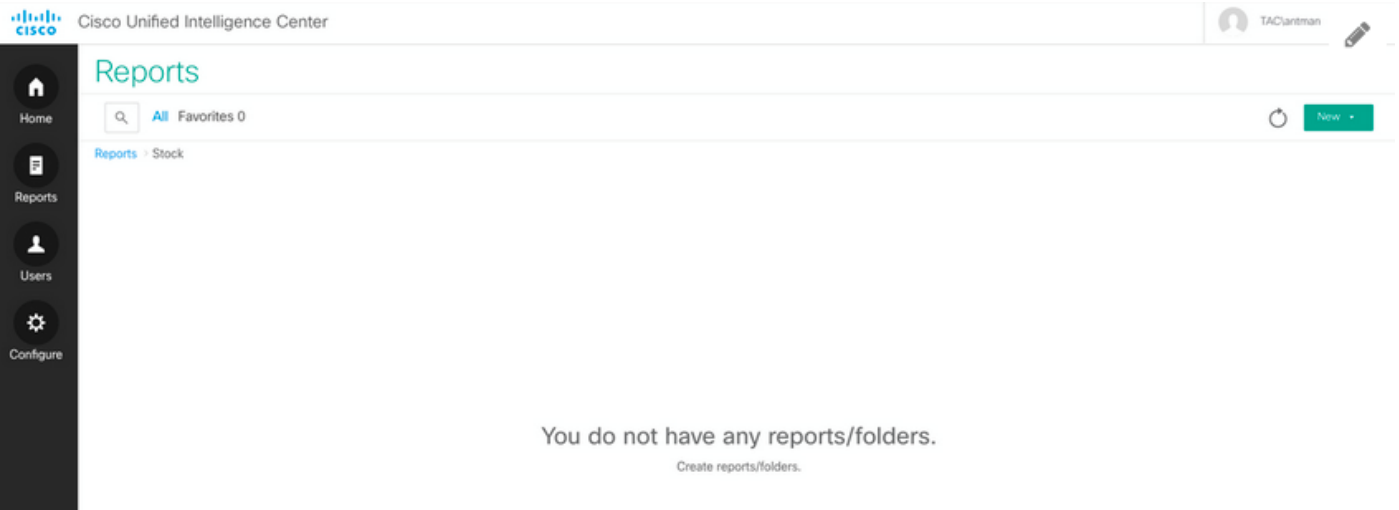 CISCO Cisco Unified Intelligence Center TAC\antman
Reports
Home
All Favorites 0 New
Reports > Stock
Reports
Users
Configure
You do not have any reports/folders.
Create reports/folders.